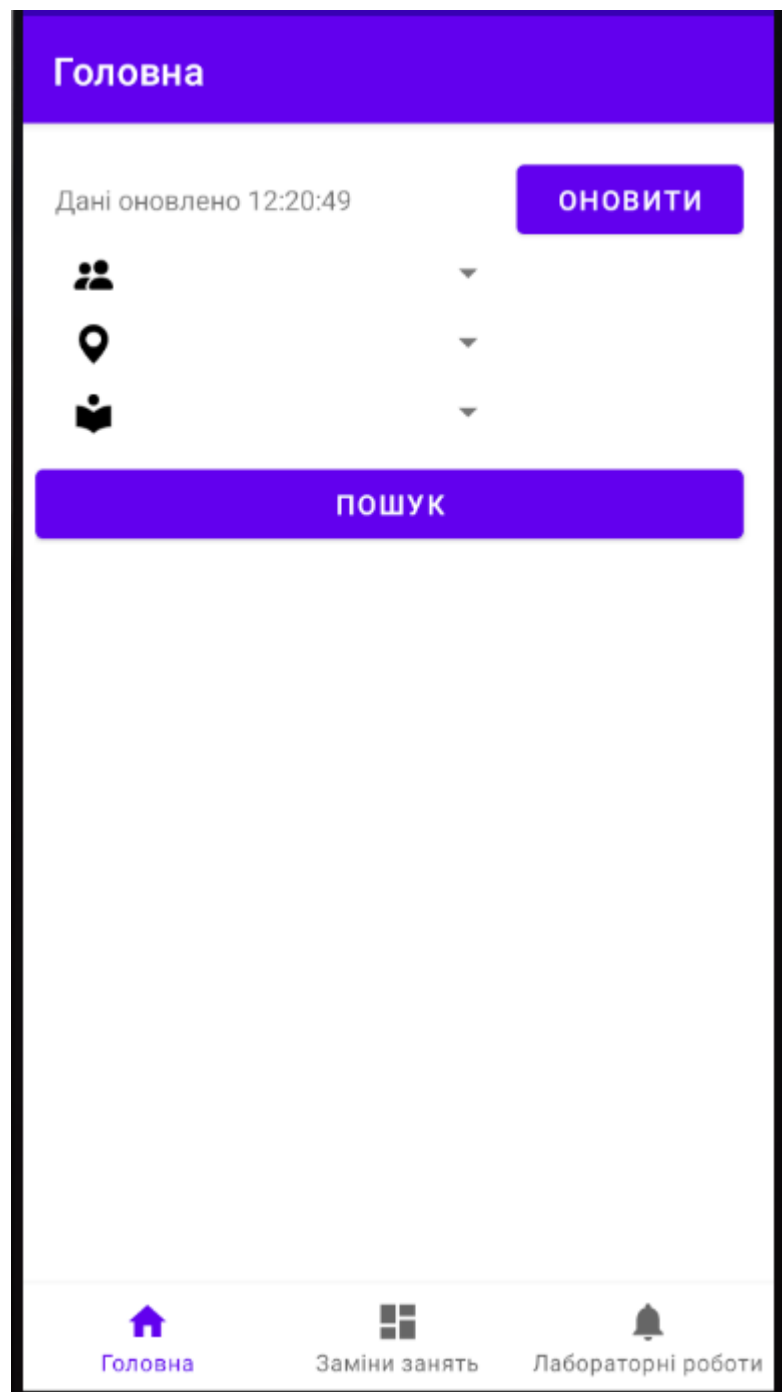 Головна
Дані оновлено 12:20:49
ОНОВИТИ
ПОШУК
Головна
Заміни занять
Лабораторні роботи